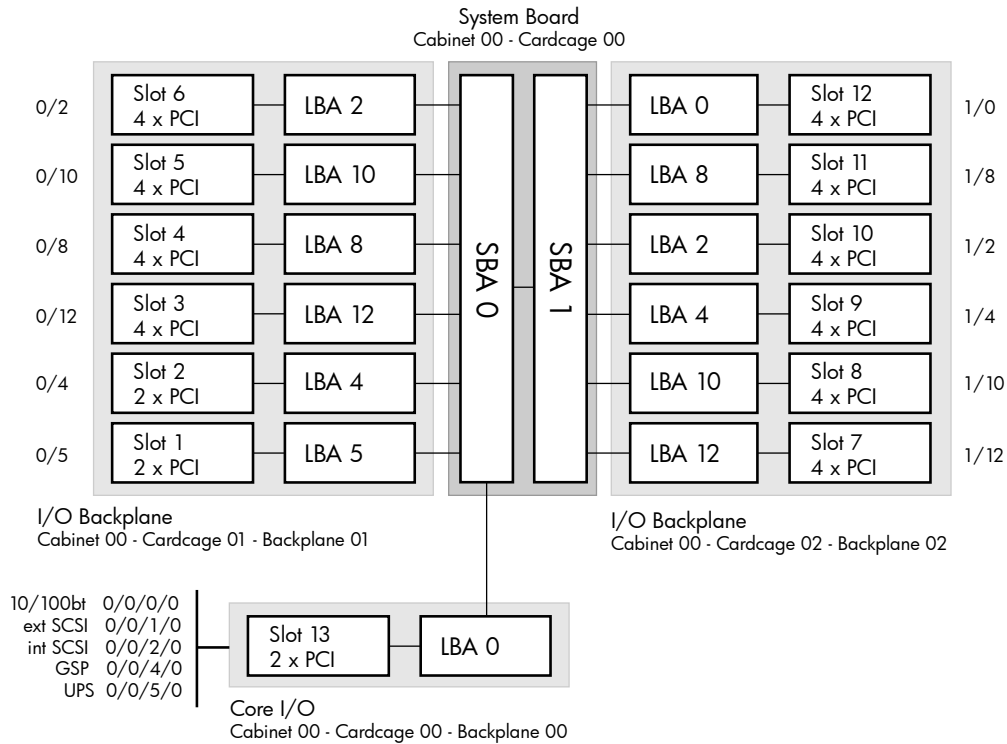 System Board
Cabinet 00 - Cardcage 00
0/2
Slot 6
4 x PCI
LBA 2
0/10
Slot 5
4 x PCI
LBA 10
0/8
Slot 4
4 x PCI
LBA 8
0/12
Slot 3
4 x PCI
LBA 12
0/4
Slot 2
2 x PCI
LBA 4
0/5
Slot 1
2 x PCI
LBA 5
SBA 0
SBA 1
LBA 0
Slot 12
4 x PCI
1/0
LBA 8
Slot 11
4 x PCI
1/8
LBA 2
Slot 10
4 x PCI
1/2
LBA 4
Slot 9
4 x PCI
1/4
LBA 10
Slot 8
4 x PCI
1/10
LBA 12
Slot 7
4 x PCI
1/12
I/O Backplane
Cabinet 00 - Cardcage 01 - Backplane 01
I/O Backplane
Cabinet 00 - Cardcage 02 - Backplane 02
10/100bt 0/0/0/0
ext SCSI 0/0/1/0
int SCSI 0/0/2/0
GSP 0/0/4/0
UPS 0/0/5/0
Slot 13
2 x PCI
LBA 0
Core I/O
Cabinet 00 - Cardcage 00 - Backplane 00